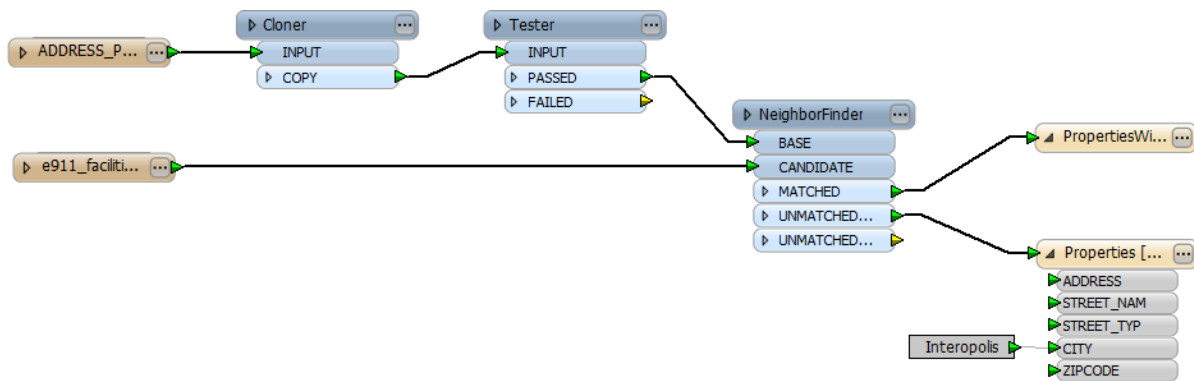 ADDRESS_P...
Cloner
INPUT
COPY
Tester
INPUT
PASSED
FAILED
e911_faciliti...
NeighborFinder
BASE
CANDIDATE
MATCHED
UNMATCHED...
UNMATCHED...
PropertiesWi...
Properties [...
ADDRESS
STREET_NAM
STREET_TYP
Interopolis
CITY
ZIPCODE